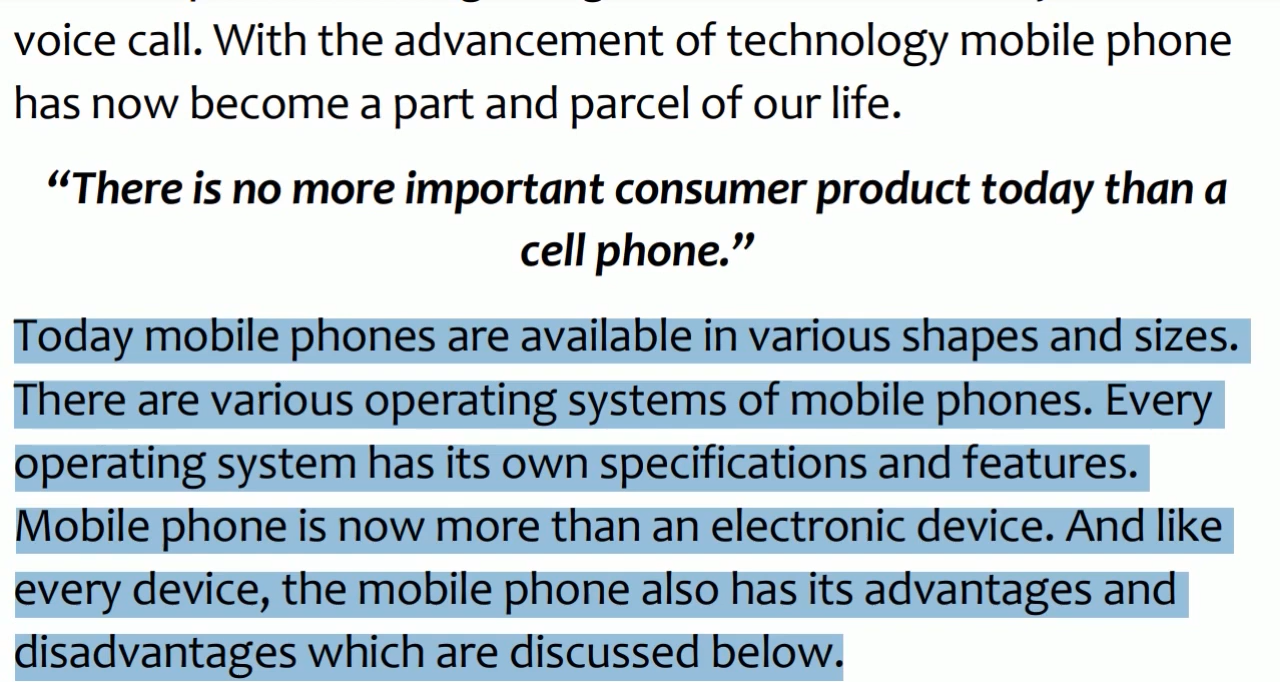 voice call. With the advancement of technology mobile phone
has now become a part and parcel of our life.
“There is no more important consumer product today than a
cell phone.”
Today mobile phones are available in various shapes and sizes.
There are various operating systems of mobile phones. Every
operating system has its own specifications and features.
Mobile phone is now more than an electronic device. And like
every device, the mobile phone also has its advantages and
disadvantages which are discussed below.